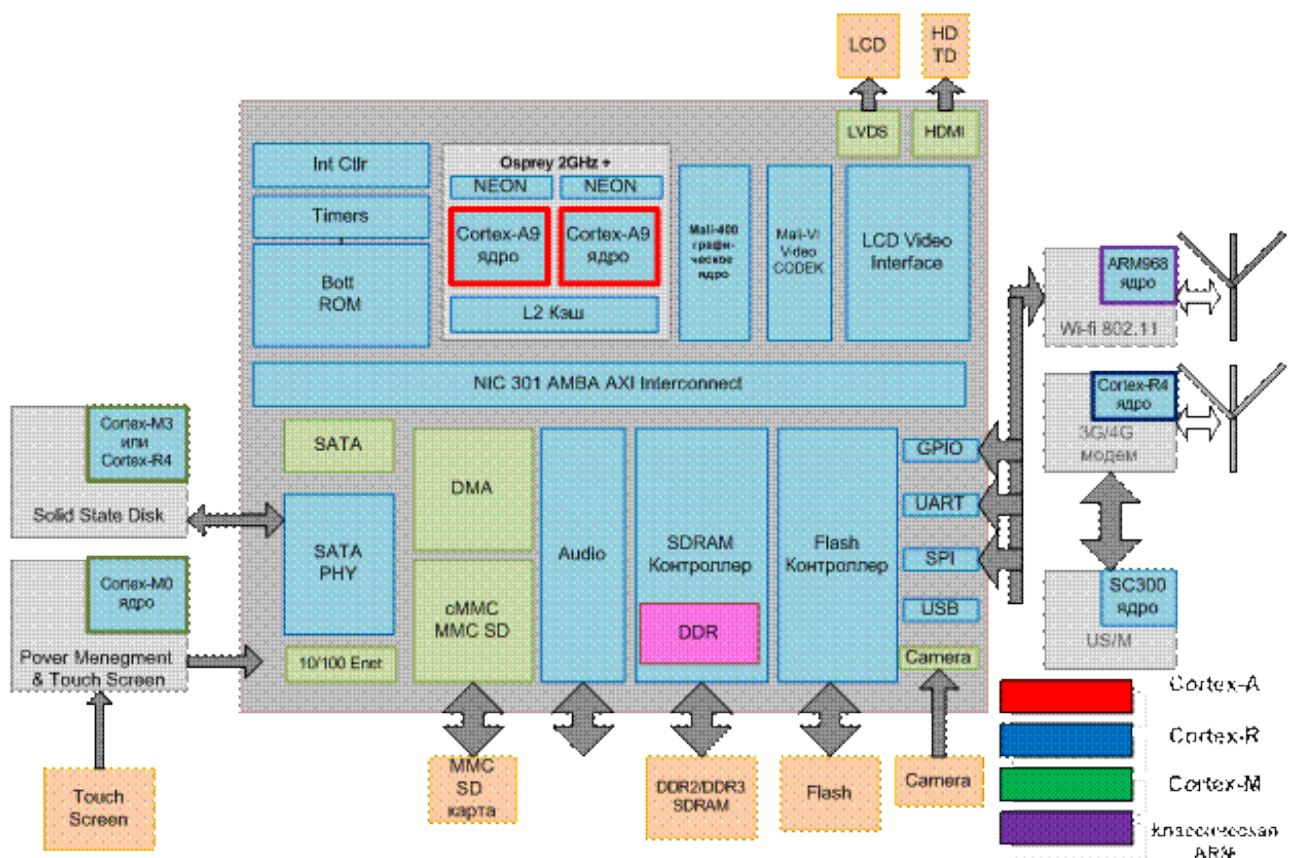 LCD
HD
TD
LVDS
HDMI
Int Ctlr
Timers
Bott
ROM
Osprey 2GHz +
NEON
NEON
Cortex-A9
ядро
Cortex-A9
ядро
L2 Кэш
Mali-400
графи-
ческое
ядро
Mali-VI
Video
CODEK
LCD Video
Interface
ARM968
ядро
Wi-fi 802.11
NIC 301 AMBA AXI Interconnect
Cortex-R4
ядро
3G/4G
модем
Cortex-M3
или
Cortex-R4
Solid State Disk
SATA
DMA
Audio
SDRAM
Контроллер
DDR
Flash
Контроллер
GPIO
UART
SPI
USB
Camera
SATA
PHY
cMMC
MMC SD
10/100 Enet
Cortex-M0
ядро
Pover Menegment
& Touch Screen
SC300
ядро
US/M
Touch
Screen
MMC
SD
карта
DDR2/DDR3
SDRAM
Flash
Camera
Cortex-A
Cortex-R
Cortex-M
классическая
ARM